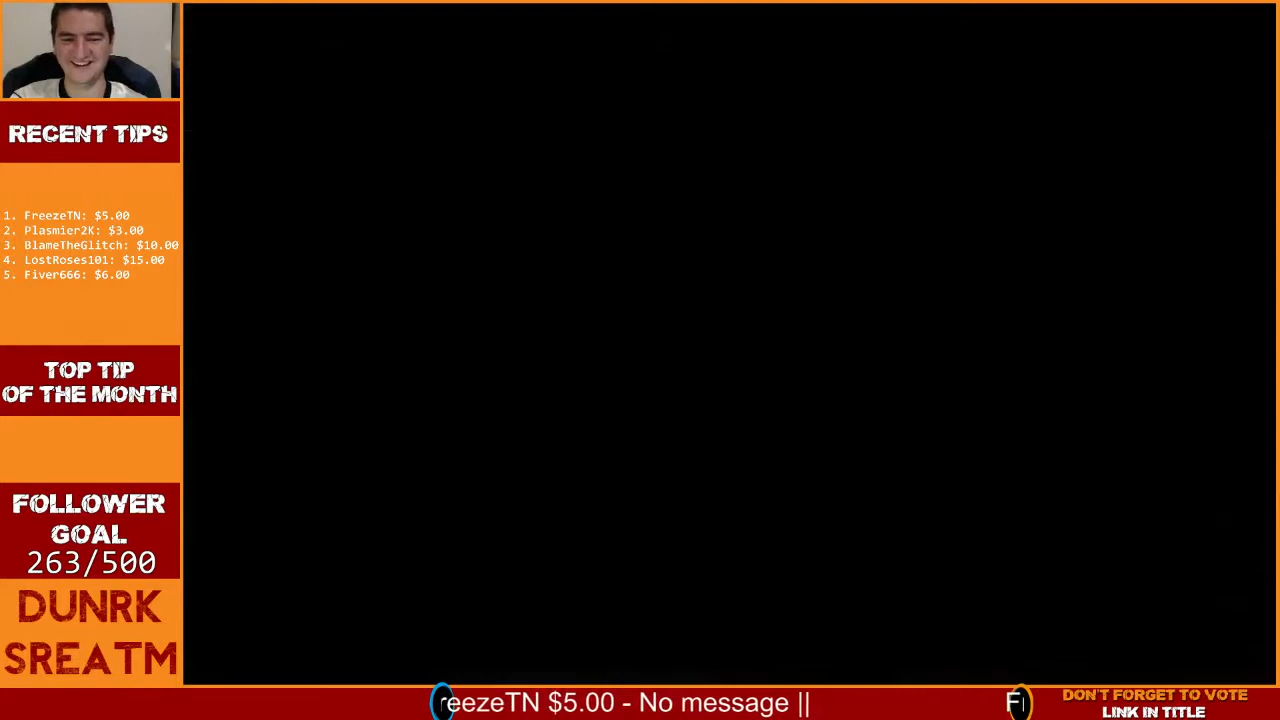 RECENT TIPS
1. FreezeTN: $5.00
2. Plasmier2K: $3.00
3. BlameTheGlitch: $10.00
4. LostRoses101: $15.00
5. Fiver666: $6.00
TOP TIP
OF THE MONTH
FOLLOWER
GOAL
263/500
DUNRK
SREATM
reezeTN $5.00 - No message ||
F
DON'T FORGET TO VOTE
LINK IN TITLE